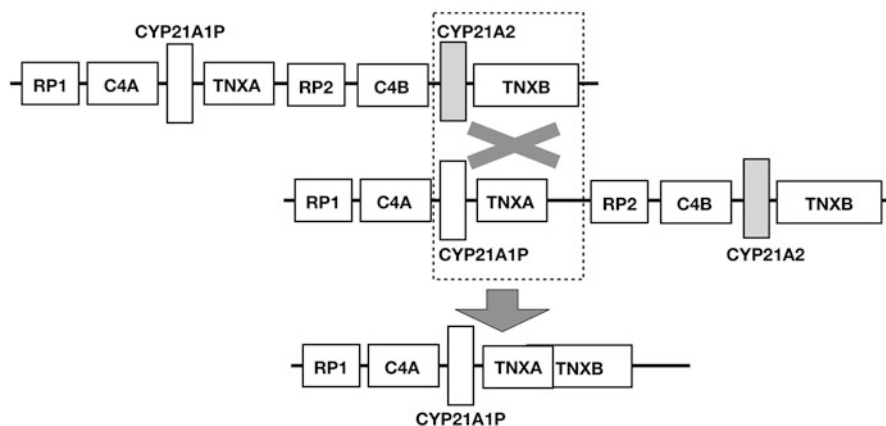 CYP21A1P CYP21A2
RP1 C4A TNXA RP2 C4B TNXB
RP1 C4A TNXA RP2 C4B TNXB
CYP21A1P CYP21A2
RP1 C4A TNXA TNXB
CYP21A1P